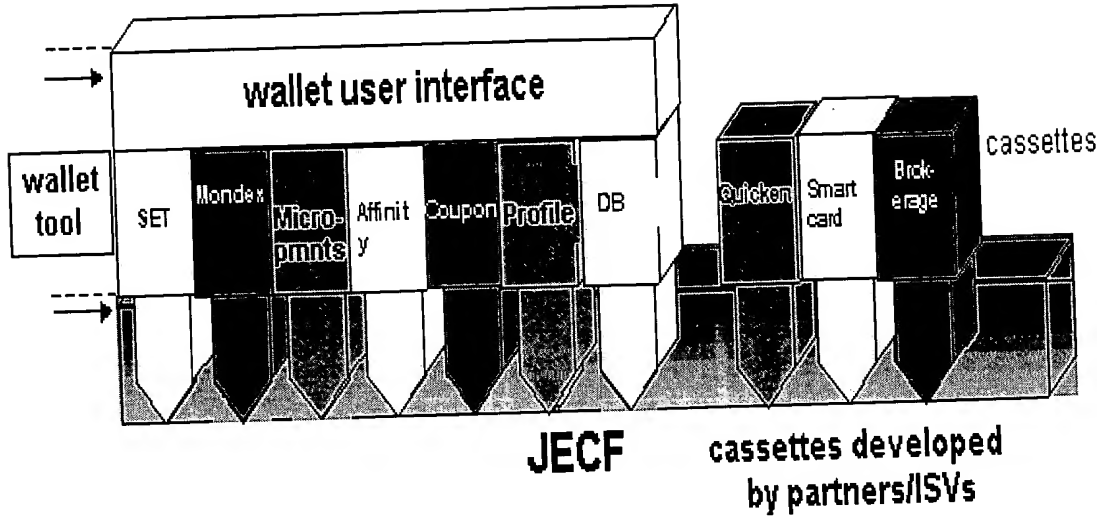 wallet user interface
wallet
tool
SET
Mondex
Micro-
pmnts
Affinit
y
Coupon
Profile
DB
Quicken
Smart
card
Brok-
erage
cassettes
JECF
cassettes developed
by partners/ISVs